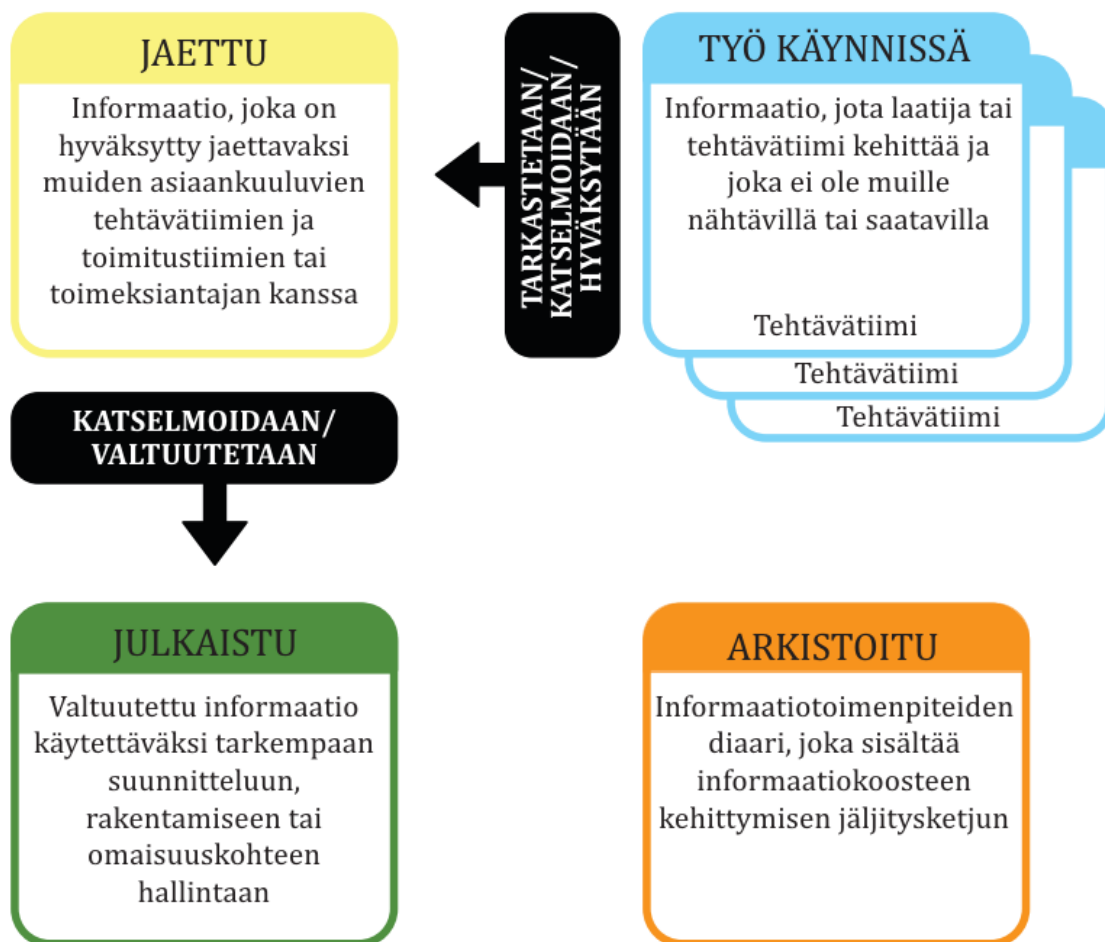 JAETTU
Informaatio, joka on
hyväksytty jaettavaksi
muiden asiaankuuluvien
tehtävätiimien ja
toimitustiimien tai
toimeksiantajan kanssa
TARKASTETAAN/
KATSELMOIDAAN/
HYVÄKSYTÄÄN
TYÖ KÄYNNISSÄ
Informaatio, jota laatija tai
tehtävätiimi kehittää ja
joka ei ole muille
nähtävillä tai saatavilla
Tehtävätiimi
Tehtävätiimi
Tehtävätiimi
KATSELMOIDAAN/
VALTUUTETAAN
JULKAISTU
Valtuutettu informaatio
käytettäväksi tarkempaan
suunnitteluun,
rakentamiseen tai
omaisuuskohteen
hallintaan
ARKISTOITU
Informaatiotoimenpiteiden
diaari, joka sisältää
informaatiokoosteen
kehittymisen jäljitysketjun